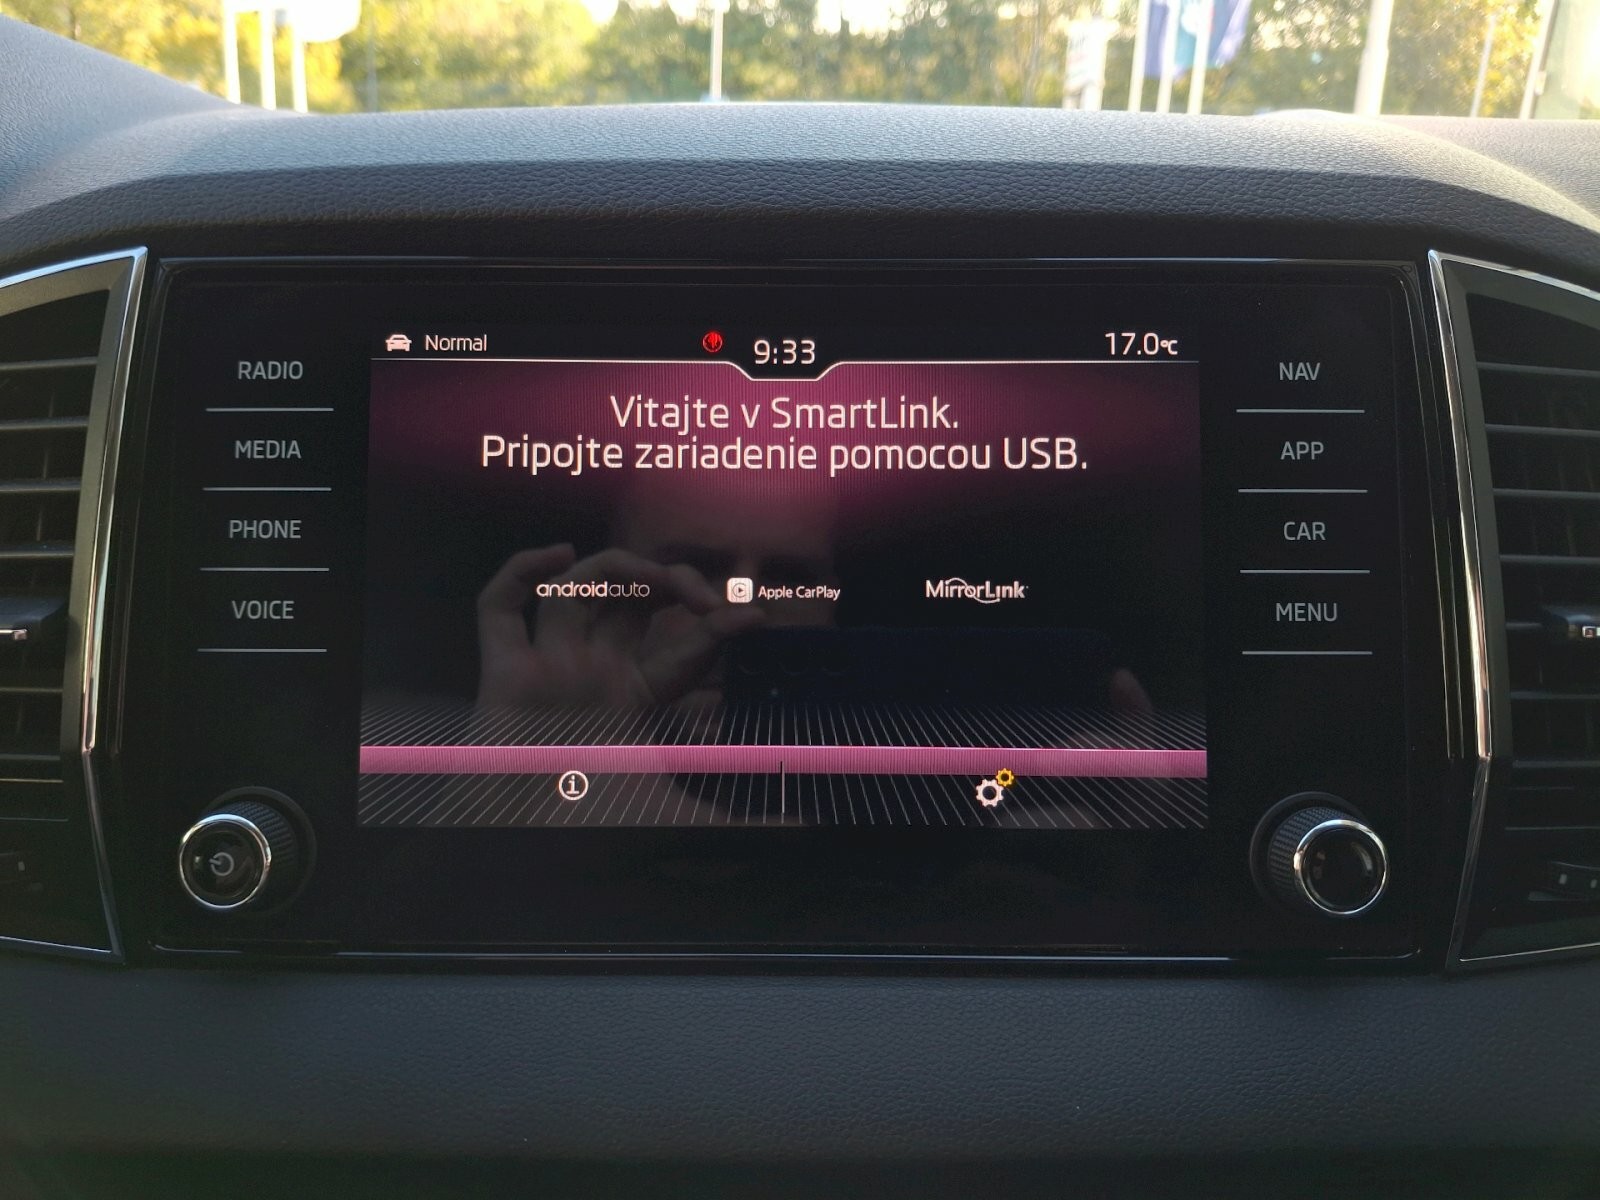 Normal
9:33
17.0°C
RADIO
MEDIA
PHONE
VOICE
Vitajte v SmartLink.
Pripojte zariadenie pomocou USB.
androidauto
Apple CarPlay
MirrorLink
NAV
APP
CAR
MENU